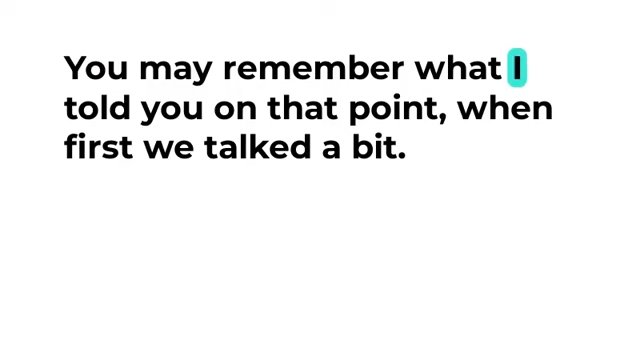 You may remember what I
told you on that point, when
first we talked a bit.